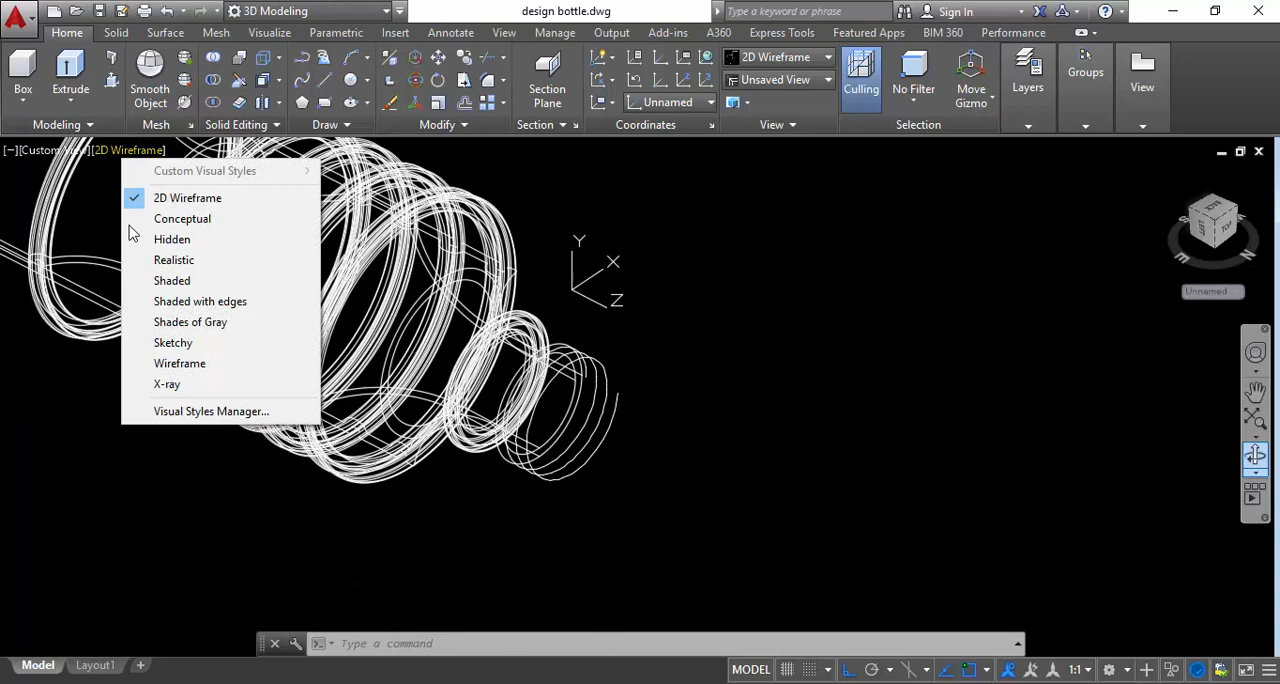 3D Modeling
design bottle.dwg
Type a keyword or phrase
Sign In
Home Solid Surface Mesh Visualize Parametric Insert Annotate View Manage Output Add-ins A360 Express Tools Featured Apps BIM 360 Performance
2D Wireframe
Unsaved View
Unnamed
Box
Extrude
Smooth
Object
Section
Plane
Culling
No Filter
Move
Gizmo
Layers
Groups
View
Modeling
Mesh
Solid Editing
Draw
Modify
Section
Coordinates
View
Selection
[−][Custom View][2D Wireframe]
Custom Visual Styles
2D Wireframe
Conceptual
Hidden
Realistic
Shaded
Shaded with edges
Shades of Gray
Sketchy
Wireframe
X-ray
Visual Styles Manager...
Y
X
Z
BACK
LEFT
TOP
S
W
E
N
Unnamed
Type a command
Model
Layout1
MODEL
1:1